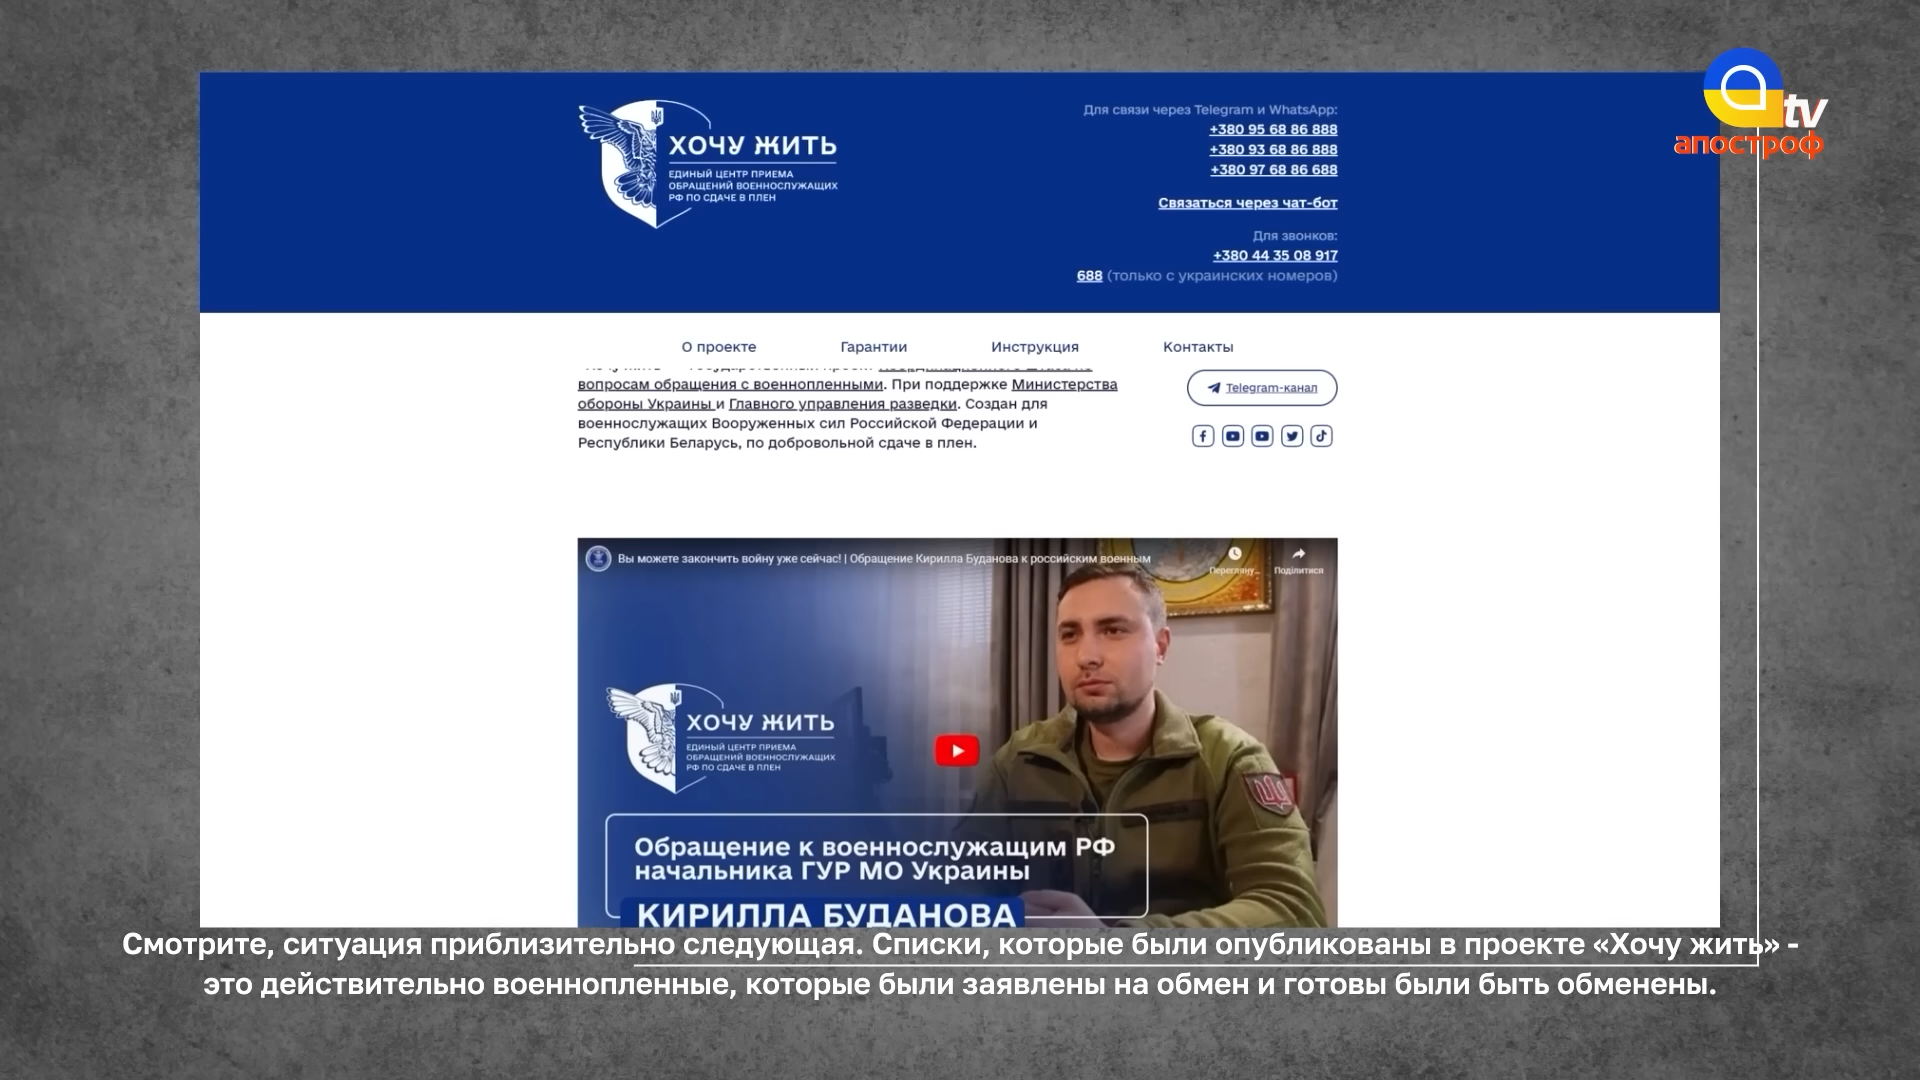 tv
апостроф
ХОЧУ ЖИТЬ
ЕДИНЫЙ ЦЕНТР ПРИЕМА
ОБРАЩЕНИЙ ВОЕННОСЛУЖАЩИХ
РФ ПО СДАЧЕ В ПЛЕН
Для связи через Telegram и WhatsApp:
+380 95 68 86 888
+380 93 68 86 888
+380 97 68 86 688
Связаться через чат-бот
Для звонков:
+380 44 35 08 917
688 (только с украинских номеров)
О проекте Гарантии Инструкция Контакты
вопросам обращения с военнопленными. При поддержке Министерства
обороны Украины и Главного управления разведки. Создан для
военнослужащих Вооруженных сил Российской Федерации и
Республики Беларусь, по добровольной сдаче в плен.
Telegram-канал
Вы можете закончить войну уже сейчас! | Обращение Кирилла Буданова к российским военным
Перегляну... Поділитися
ХОЧУ ЖИТЬ
ЕДИНЫЙ ЦЕНТР ПРИЕМА
ОБРАЩЕНИЙ ВОЕННОСЛУЖАЩИХ
РФ ПО СДАЧЕ В ПЛЕН
Обращение к военнослужащим РФ
начальника ГУР МО Украины
КИРИЛЛА БУДАНОВА
Смотрите, ситуация приблизительно следующая. Списки, которые были опубликованы в проекте «Хочу жить» -
это действительно военнопленные, которые были заявлены на обмен и готовы были быть обменены.